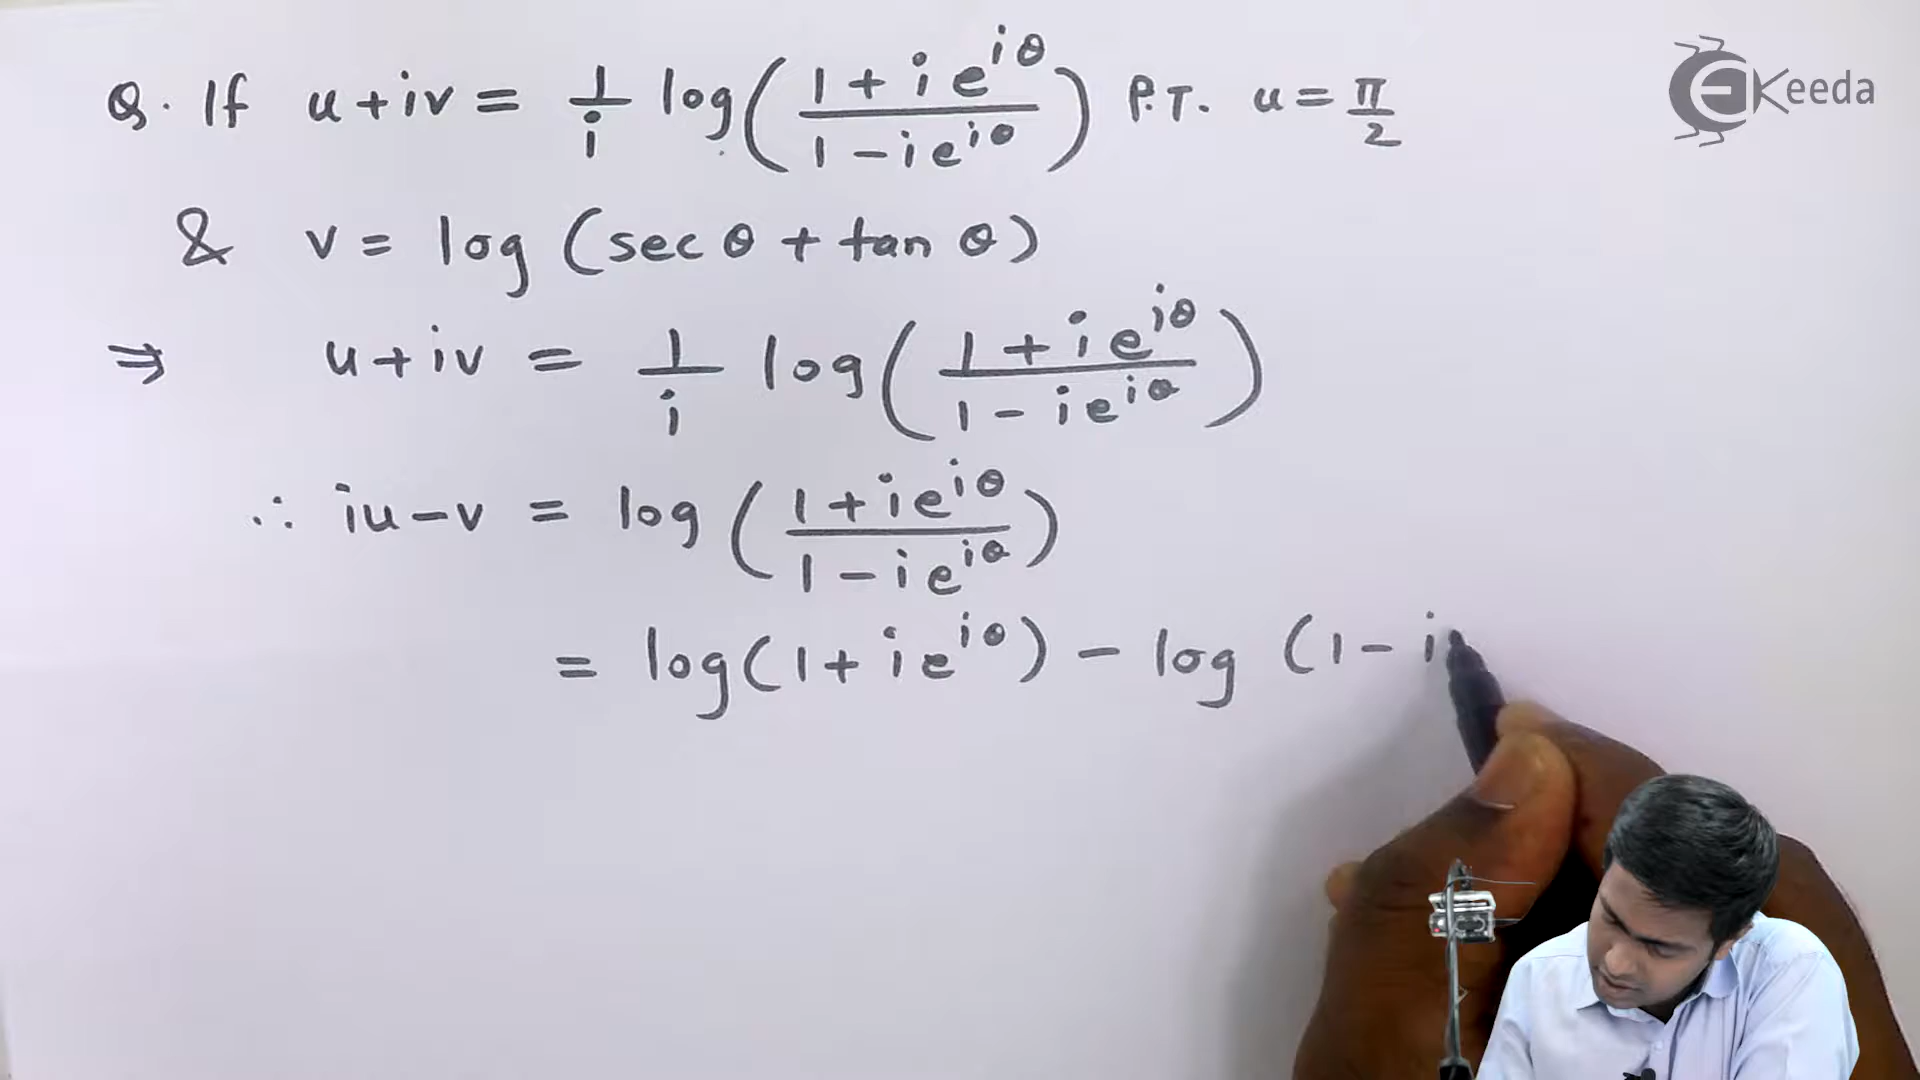 Q. If u+iv = 1/i log((1+ie^{iθ})/(1-ie^{iθ})) P.T. u = π/2
& v = log (sec θ + tan θ)
⇒ u+iv = 1/i log((1+ie^{iθ})/(1-ie^{iθ}))
∴ iu-v = log((1+ie^{iθ})/(1-ie^{iθ}))
= log(1+ie^{iθ}) - log (1-i
Keeda